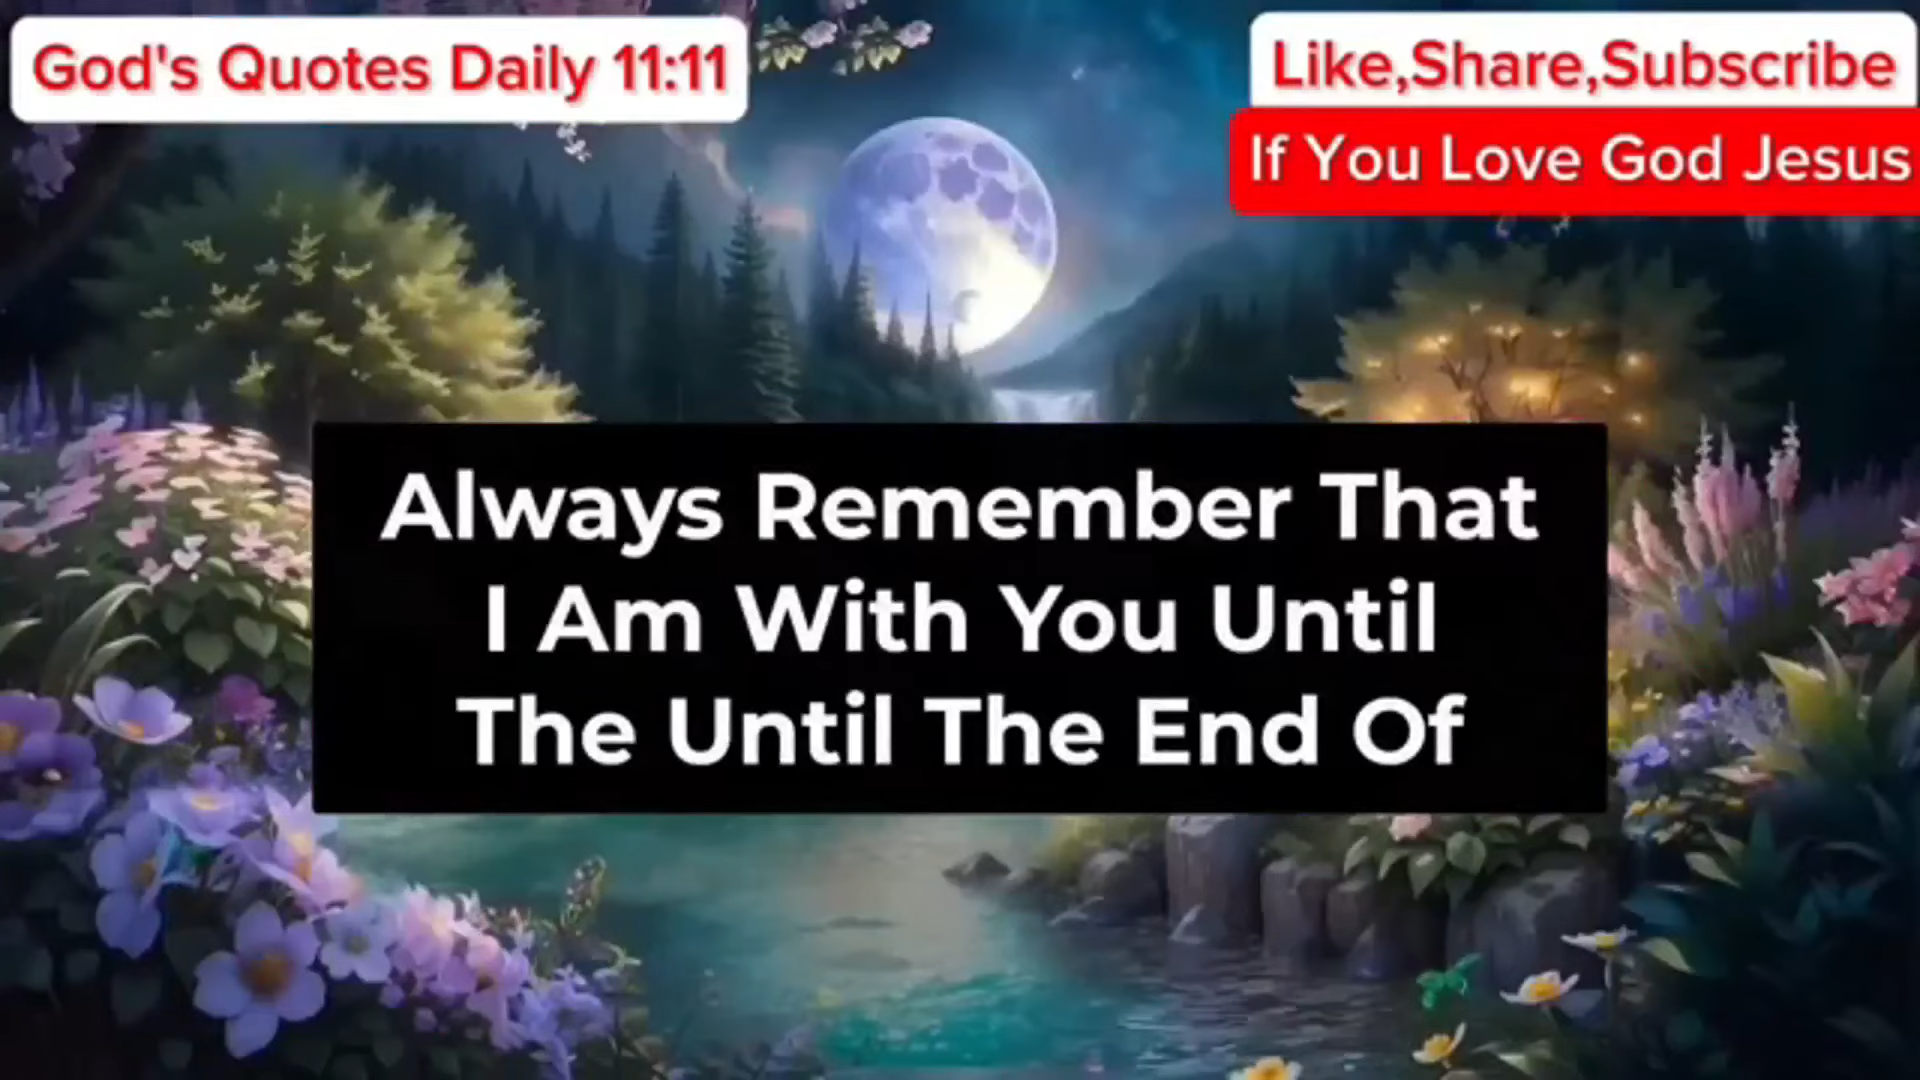 God's Quotes Daily 11:11
Like,Share,Subscribe
If You Love God Jesus
Always Remember That
I Am With You Until
The Until The End Of